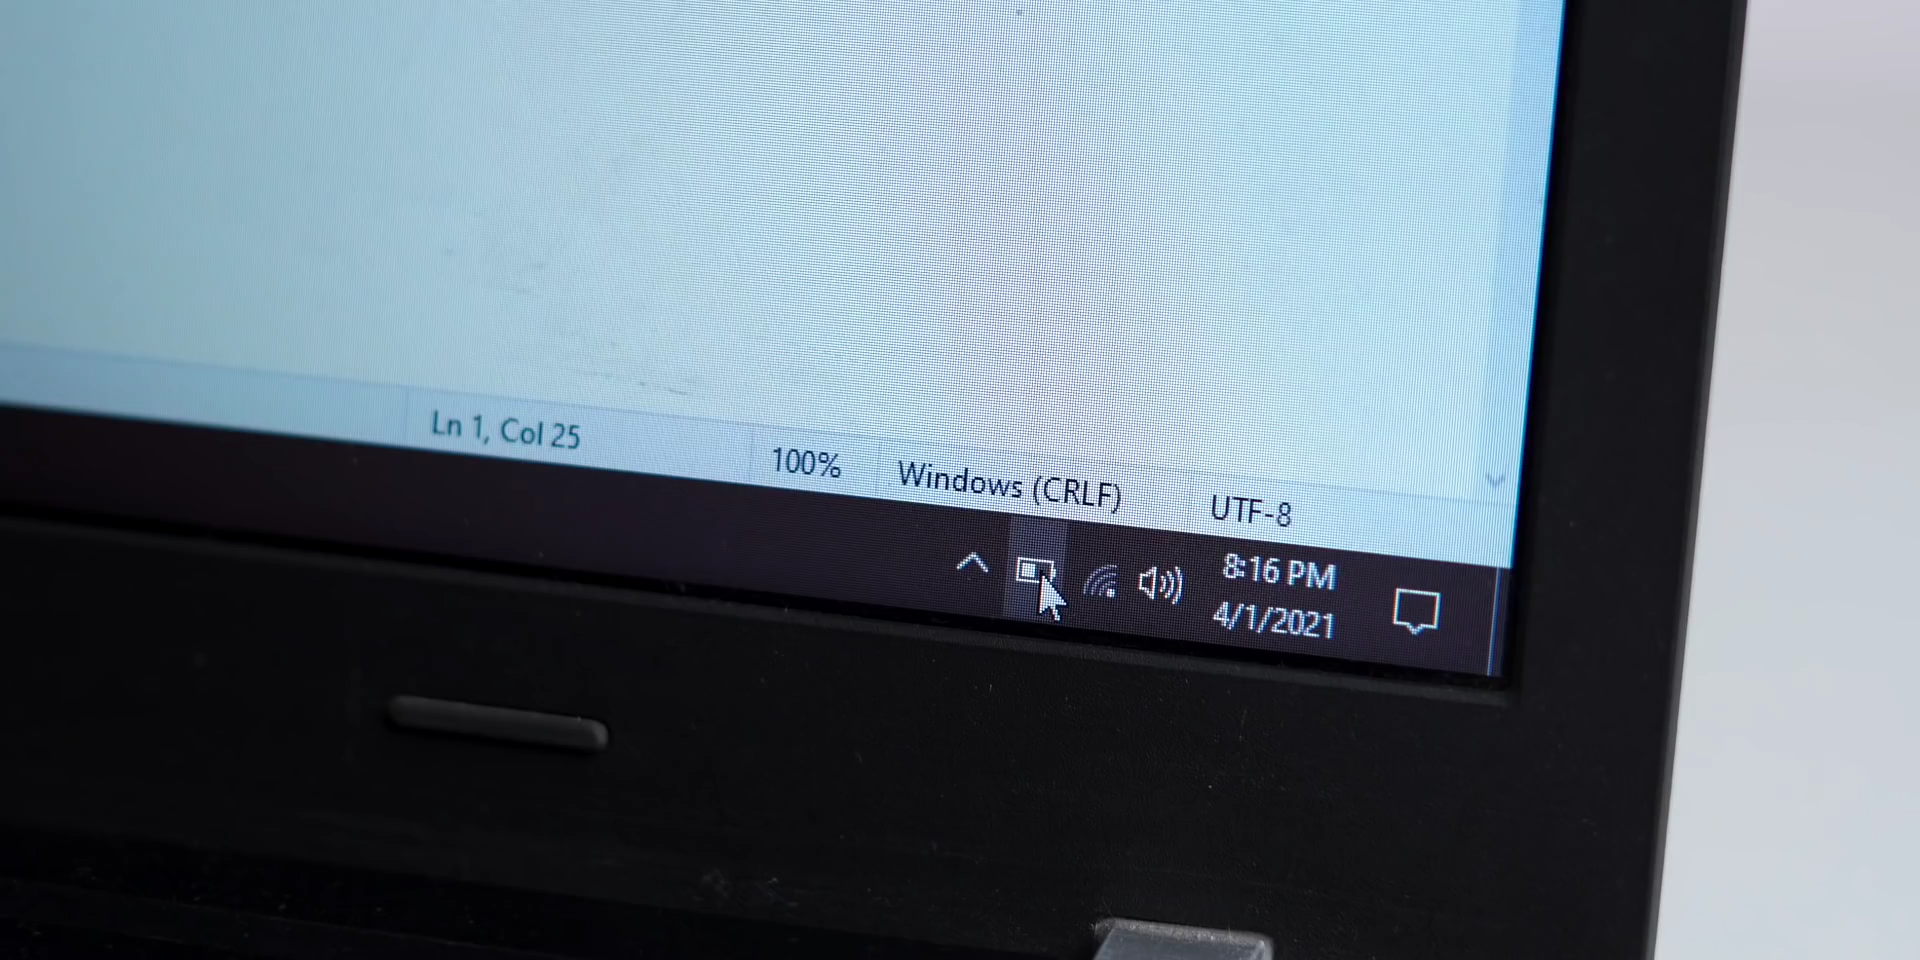 Ln 1, Col 25
100%
Windows (CRLF)
UTF-8
8:16 PM
4/1/2021